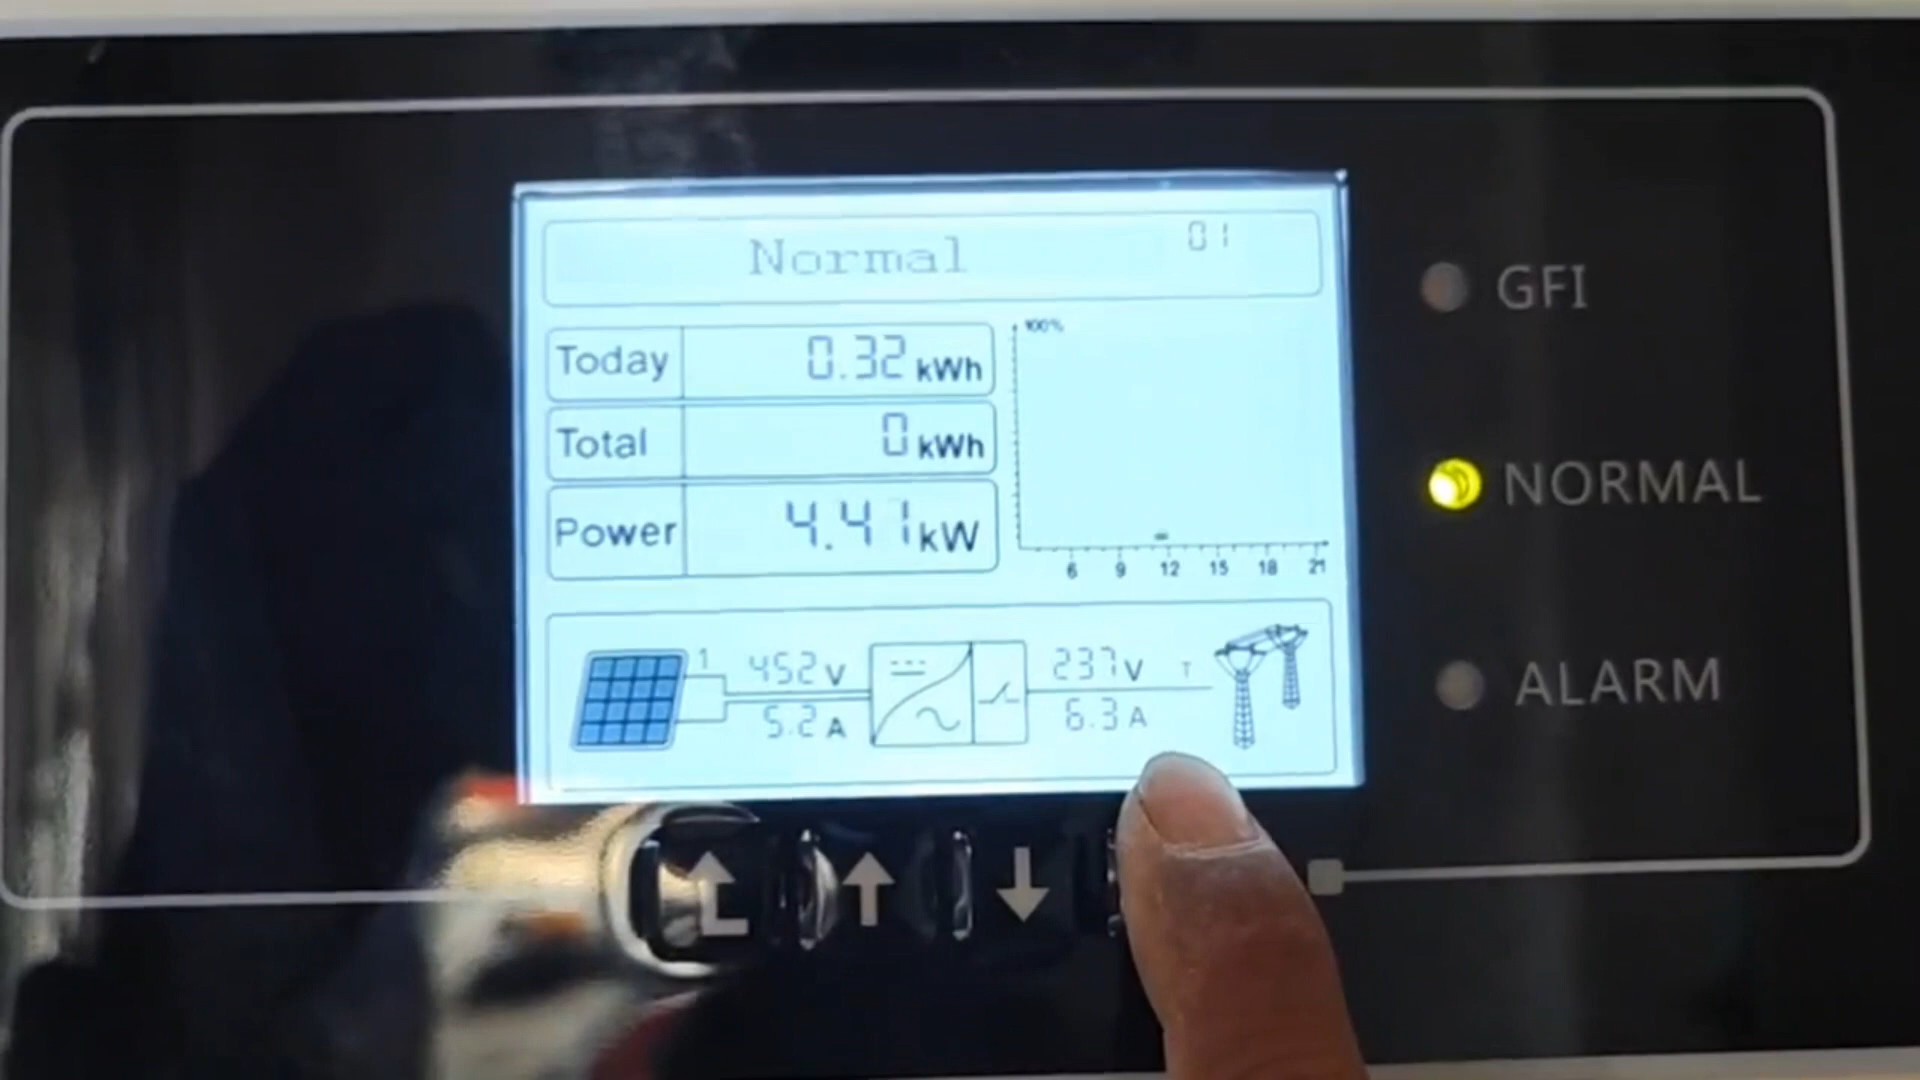 Normal 01
100%
Today 0.32 kWh
Total 0 kWh
Power 4.41 kW
6 9 12 15 18 21
1 452 V 237 V T
5.2 A 6.3 A
GFI
NORMAL
ALARM